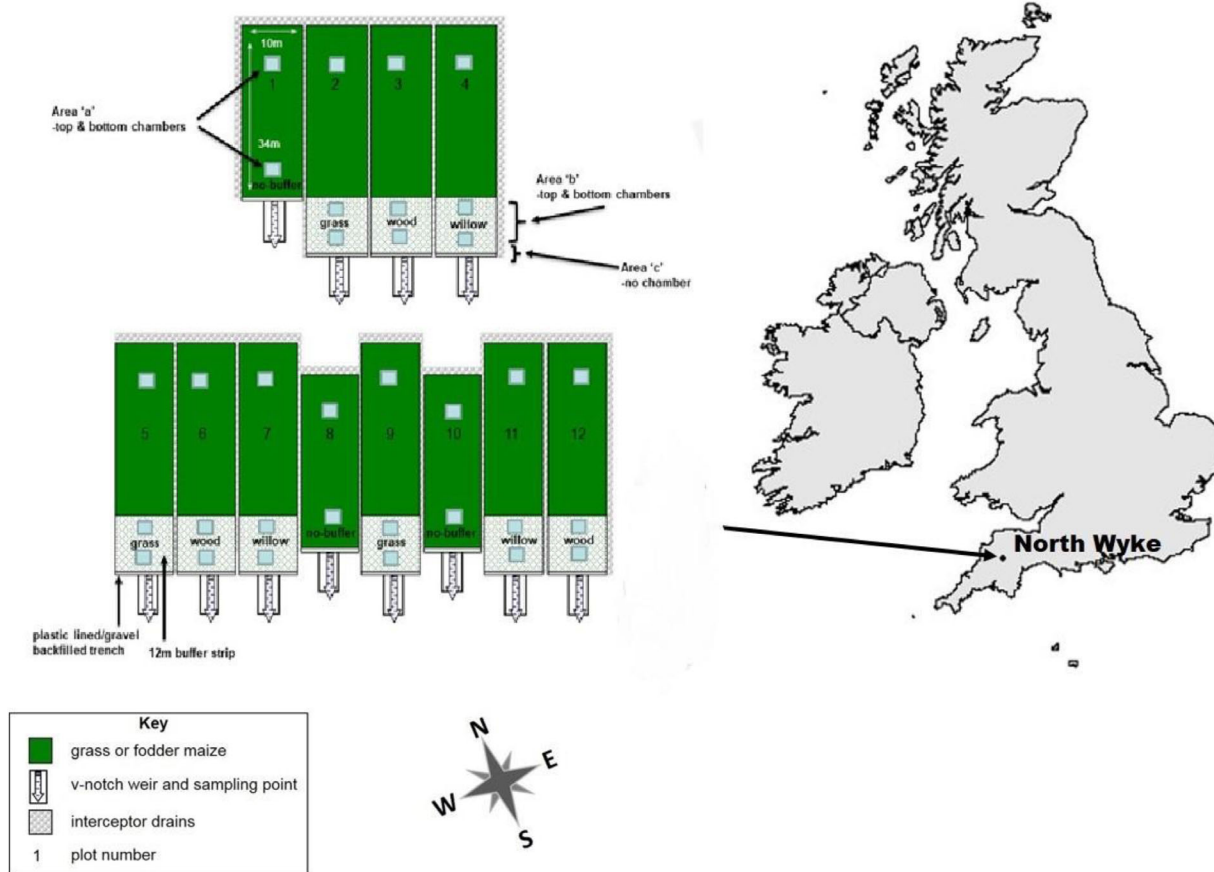 10m
1
2
3
4
Area 'a'
-top & bottom chambers
34m
no-buffer
Area 'b'
-top & bottom chambers
grass
wood
willow
Area 'c'
-no chamber
5
6
7
8
9
10
11
12
grass
wood
willow
no-buffer
grass
no-buffer
willow
wood
plastic lined/gravel
backfilled trench
12m buffer strip
North Wyke
Key
grass or fodder maize
v-notch weir and sampling point
interceptor drains
1 plot number
N
E
W
S